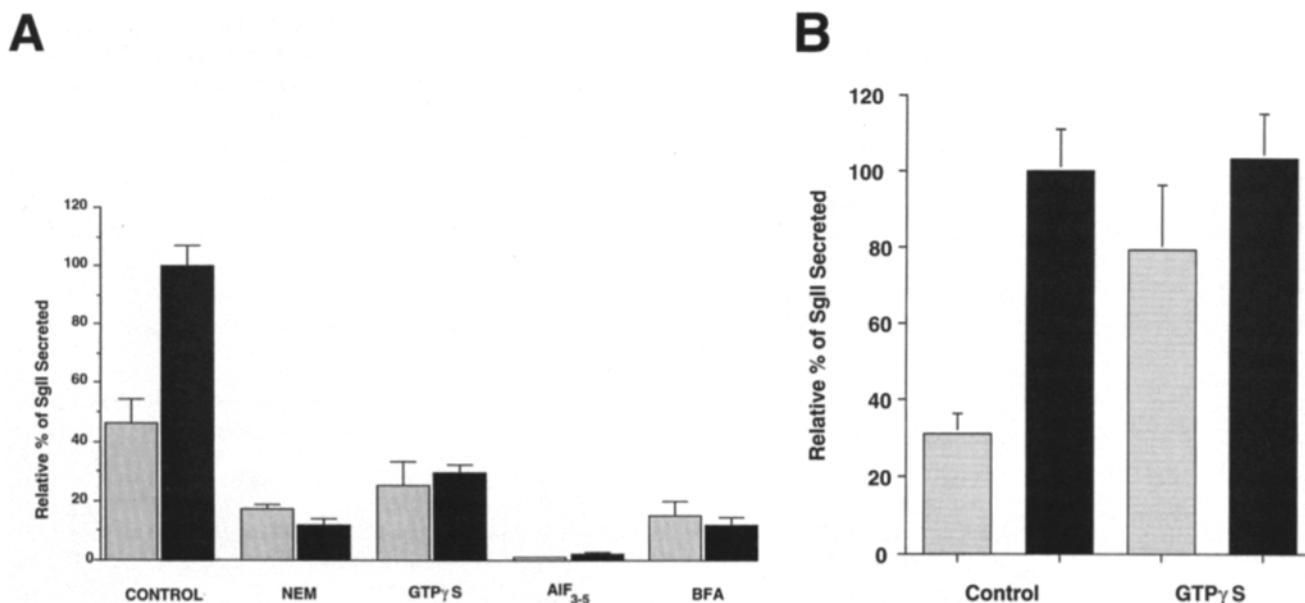 A
Relative % of SgII Secreted
120
100
80
60
40
20
0
CONTROL NEM GTPγS AlF3-5 BFA
B
Relative % of SgII Secreted
120
100
80
60
40
20
0
Control GTPγS